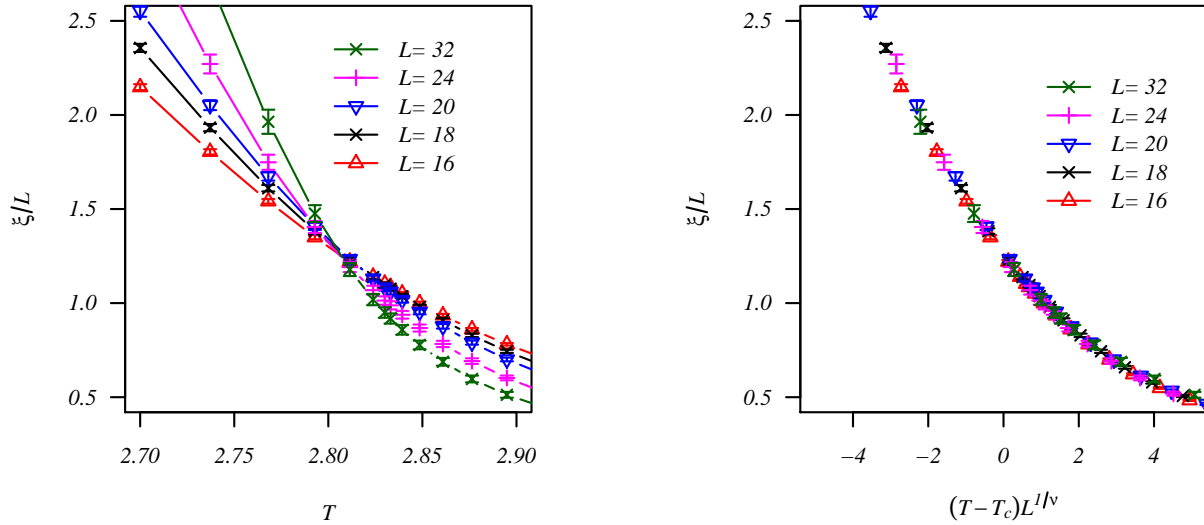 2.5
2.0
1.5
1.0
0.5
ξ/L
L= 32
L= 24
L= 20
L= 18
L= 16
2.70 2.75 2.80 2.85 2.90
T
2.5
2.0
1.5
1.0
0.5
ξ/L
L= 32
L= 24
L= 20
L= 18
L= 16
−4 −2 0 2 4
(T−T_c)L^{1/ν}